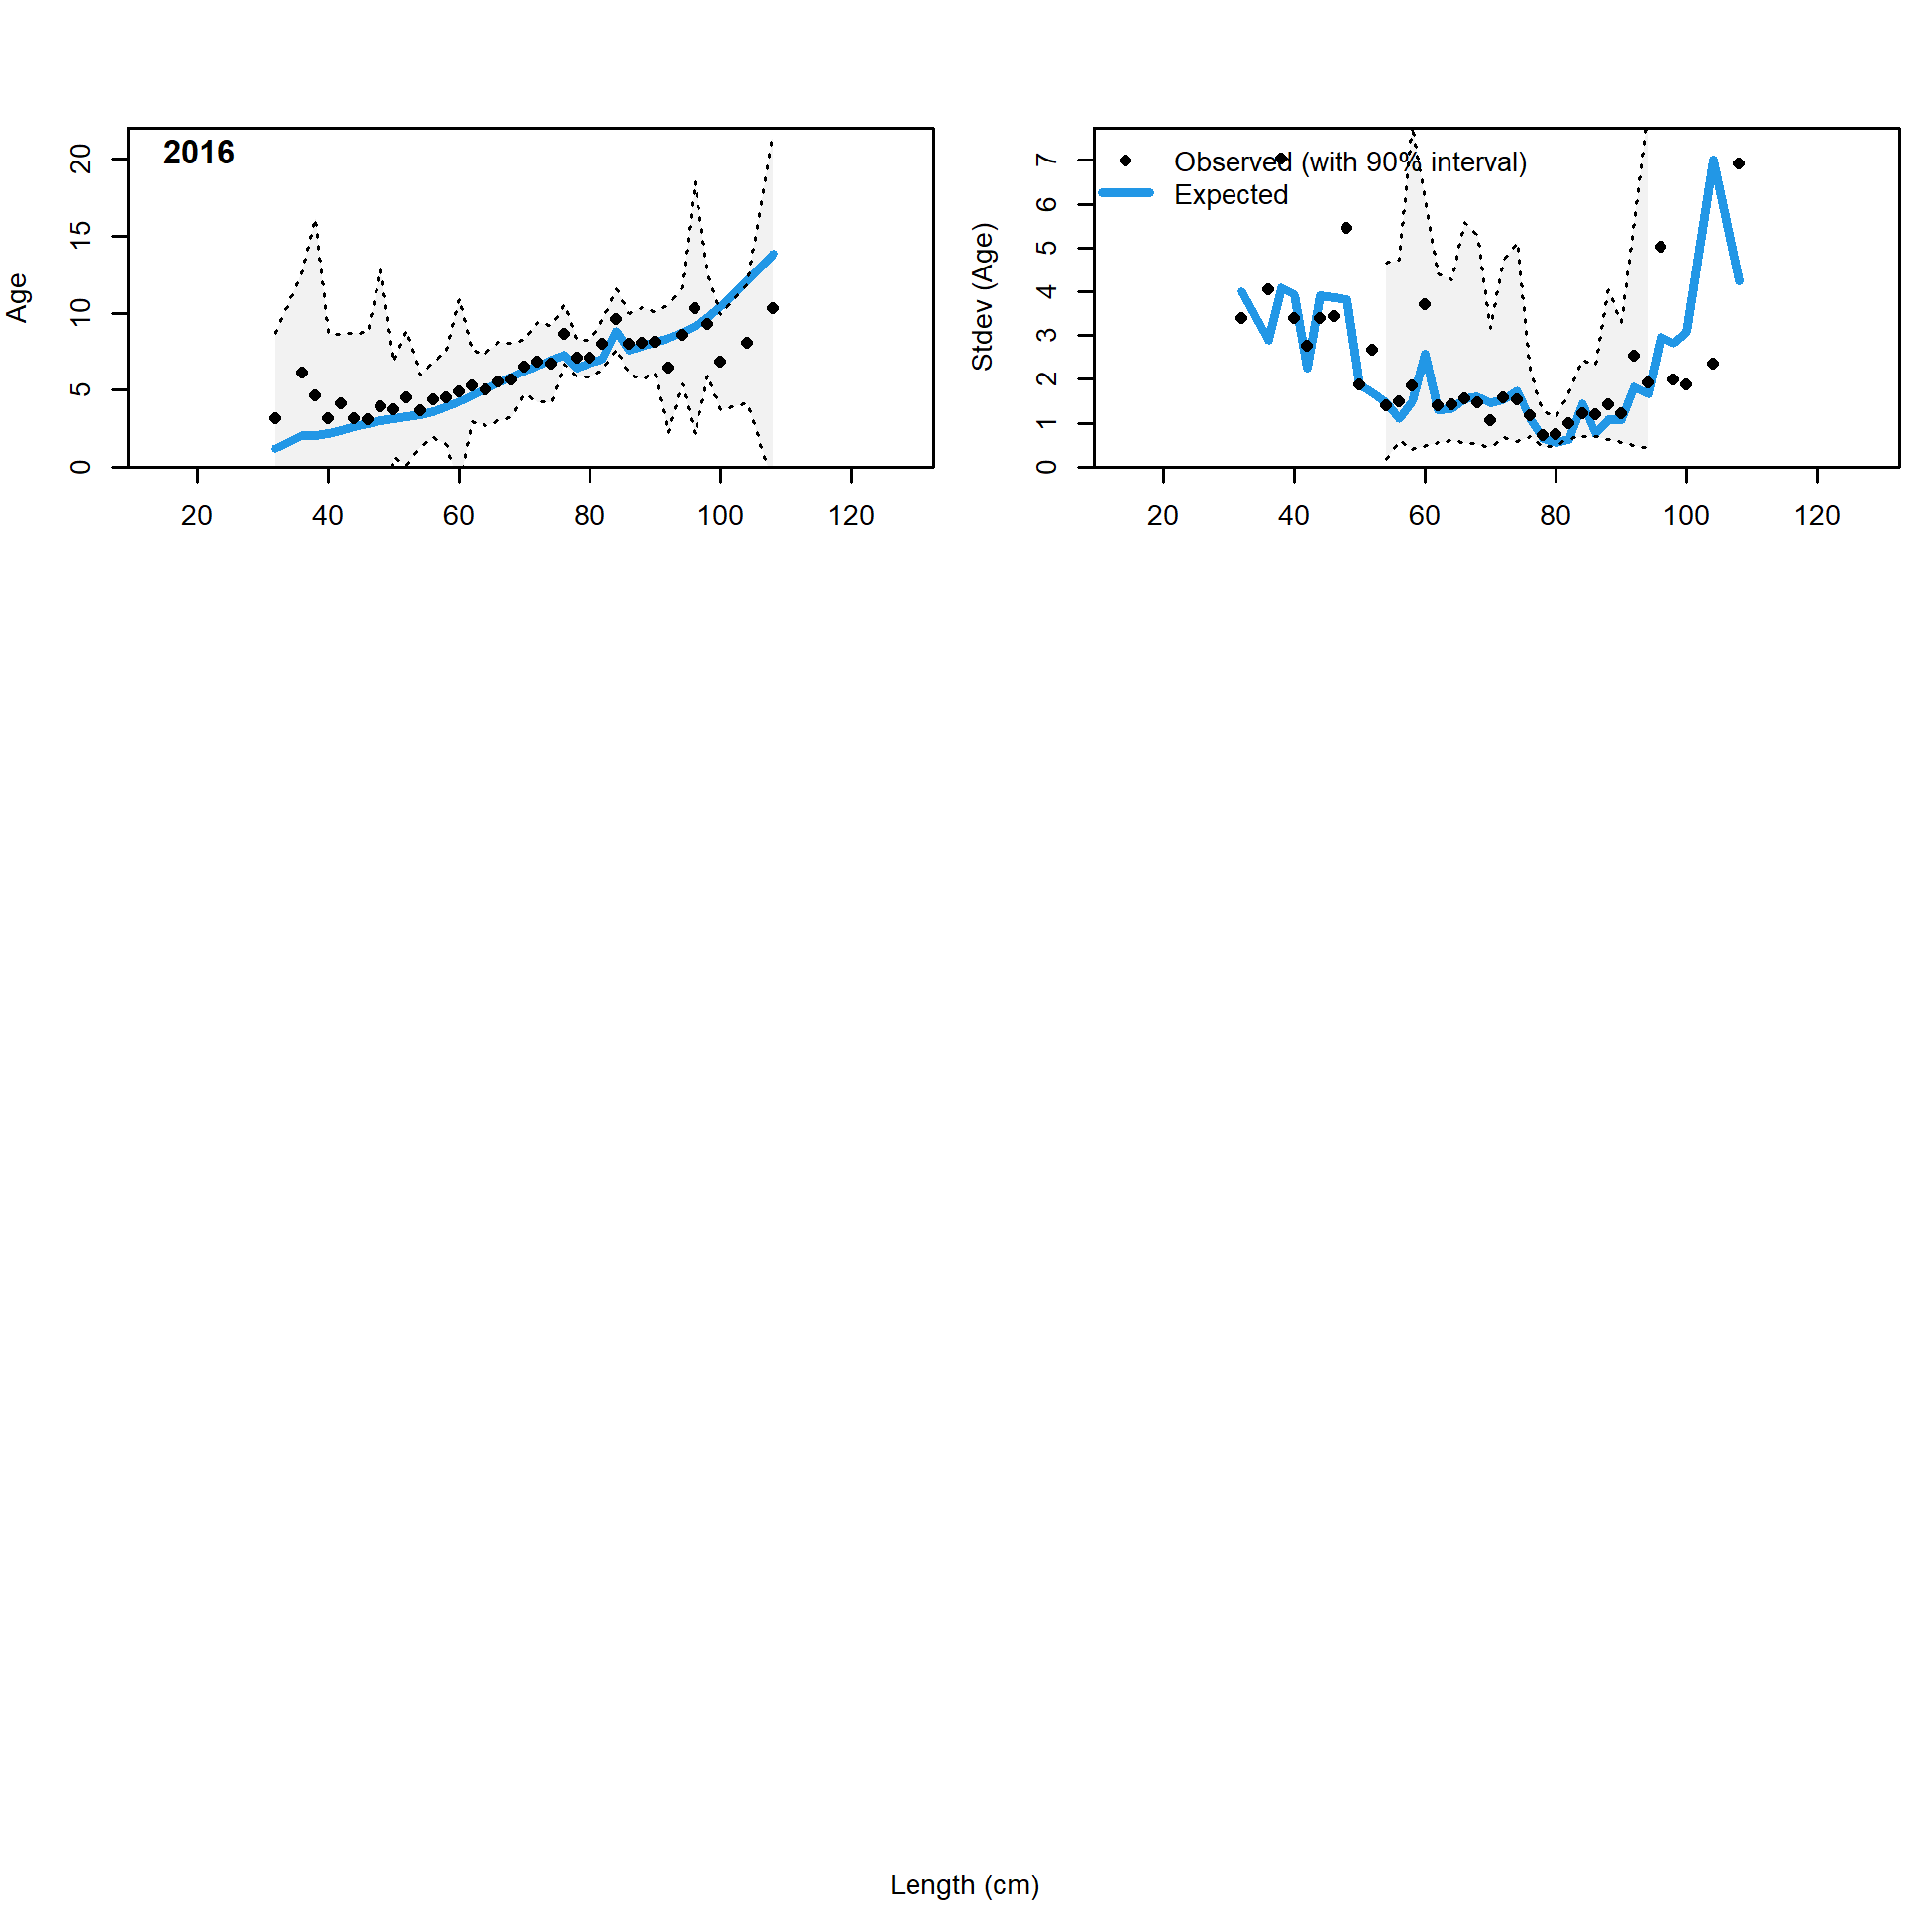 2016
Age
0 5 10 15 20
20 40 60 80 100 120
Observed (with 90% interval)
Expected
Stdev (Age)
0 1 2 3 4 5 6 7
20 40 60 80 100 120
Length (cm)